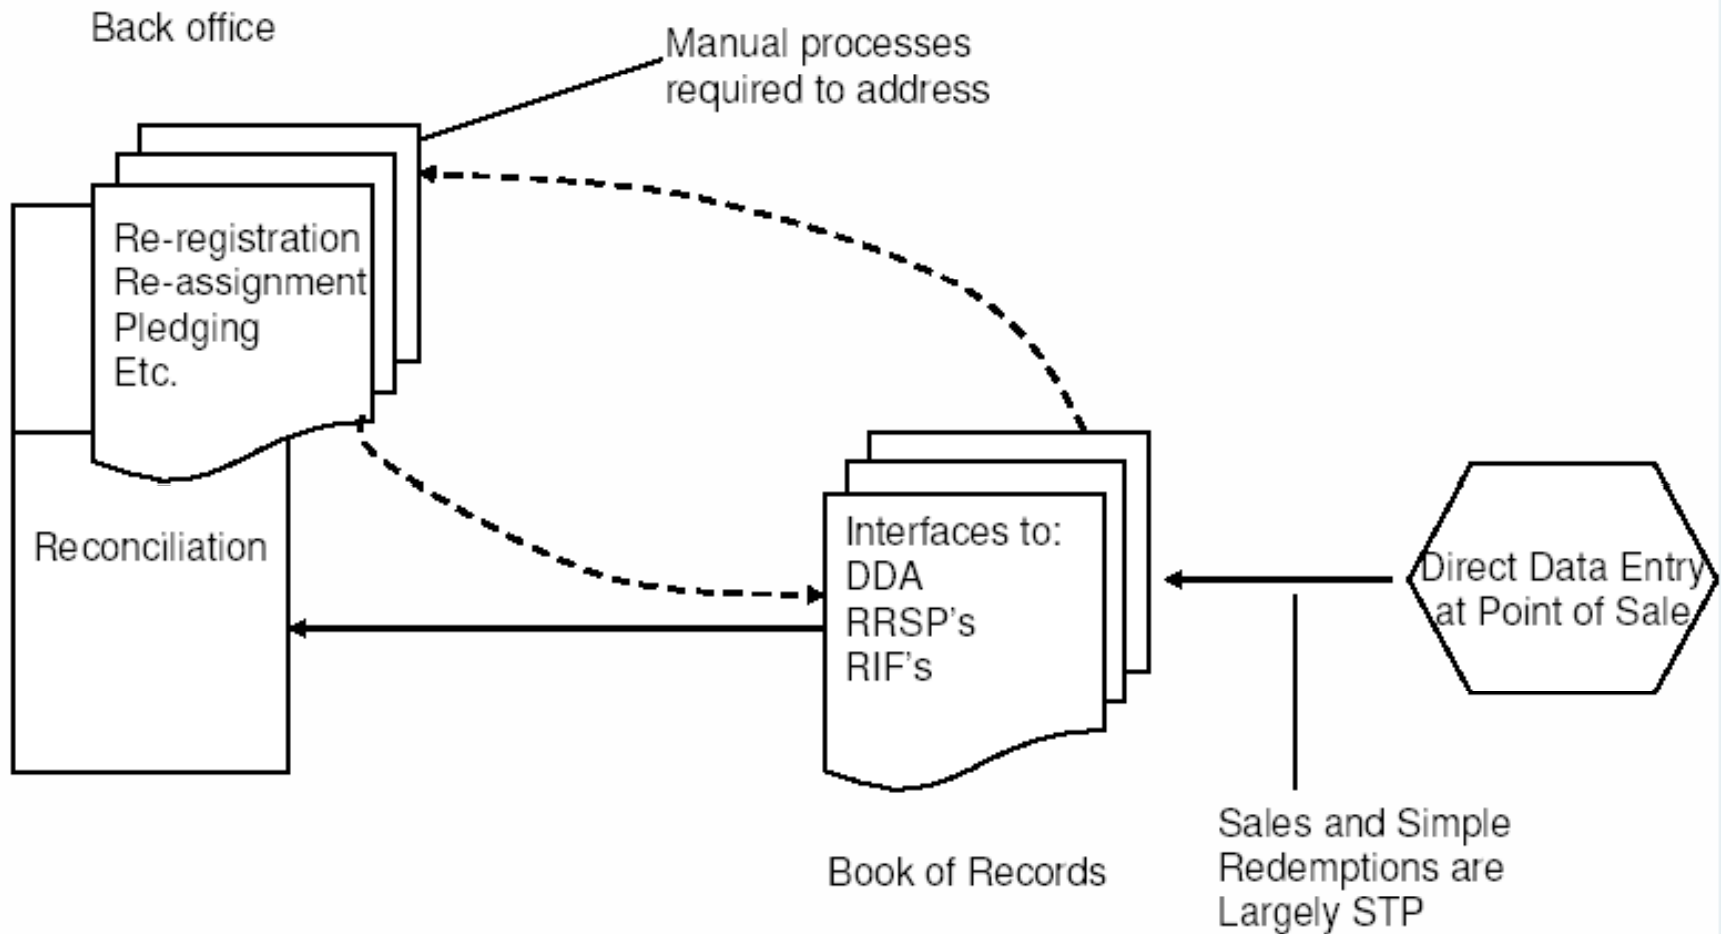 Back office
Manual processes
required to address
Re-registration
Re-assignment
Pledging
Etc.
Reconciliation
Interfaces to:
DDA
RRSP's
RIF's
Book of Records
Direct Data Entry
at Point of Sale
Sales and Simple
Redemptions are
Largely STP